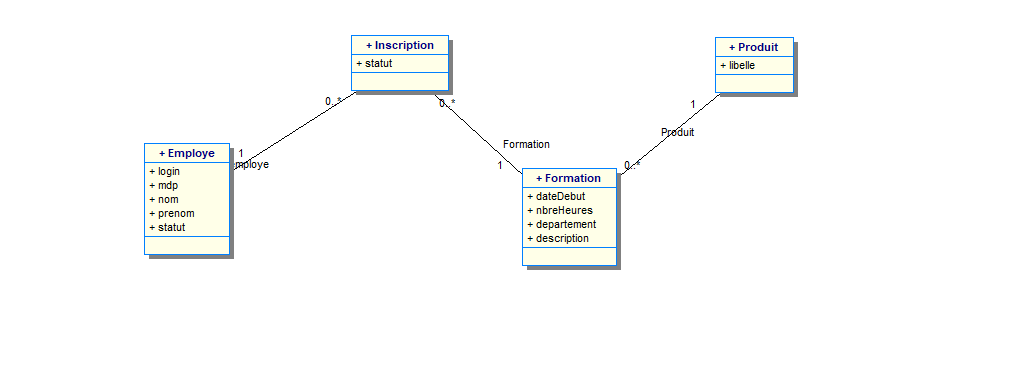 + Inscription
+ statut
+ Produit
+ libelle
0..*
0..*
1
Produit
Formation
1
mploye
1
0..*
+ Employe
+ login
+ mdp
+ nom
+ prenom
+ statut
+ Formation
+ dateDebut
+ nbreHeures
+ departement
+ description